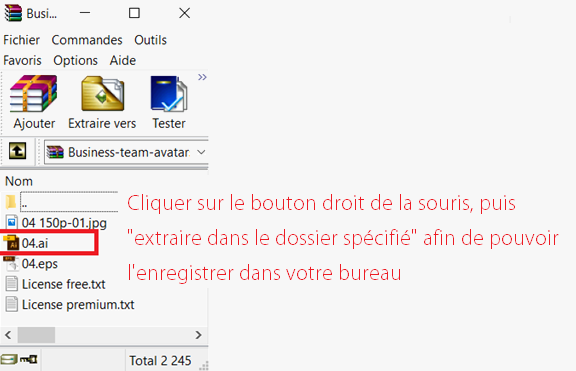 Busi...
Fichier Commandes Outils
Favoris Options Aide
Ajouter Extraire vers Tester
Business-team-avatar
Nom
..
04 150p-01.jpg
04.ai
04.eps
License free.txt
License premium.txt
Cliquer sur le bouton droit de la souris, puis
"extraire dans le dossier spécifié" afin de pouvoir
l'enregistrer dans votre bureau
Total 2 245